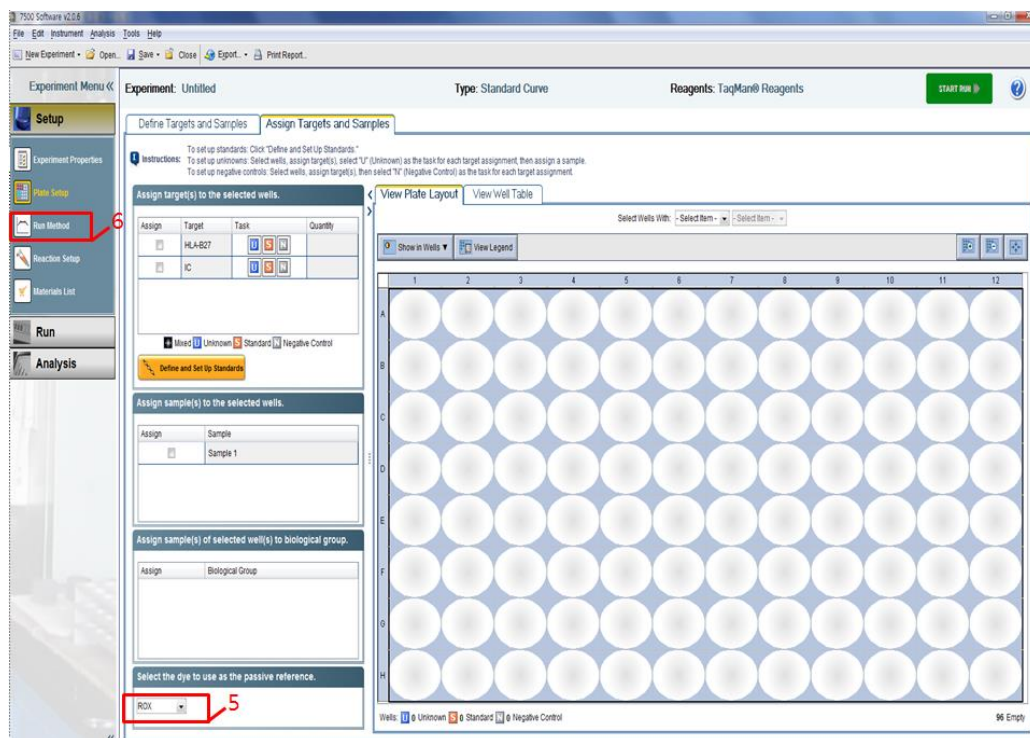 7500 Software v2.0.6
File Edit Instrument Analysis Tools Help
New Experiment Open.. Save Close Export.. Print Report..
Experiment Menu «
Experiment: Untitled Type: Standard Curve Reagents: TaqMan® Reagents START RUN
Setup
Define Targets and Samples Assign Targets and Samples
Instructions: To set up standards: Click "Define and Set Up Standards."
To set up unknowns: Select wells, assign target(s), select "U" (Unknown) as the task for each target assignment, then assign a sample.
To set up negative controls: Select wells, assign target(s), then select "N" (Negative Control) as the task for each target assignment.
Experiment Properties
Plate Setup
Run Method 6
Reaction Setup
Materials List
Run
Analysis
Assign target(s) to the selected wells.
Assign Target Task Quantity
HLA-B27 U S N
IC U S N
Mixed U Unknown S Standard N Negative Control
Define and Set Up Standards
Assign sample(s) to the selected wells.
Assign Sample
Sample 1
Assign sample(s) of selected well(s) to biological group.
Assign Biological Group
Select the dye to use as the passive reference.
ROX 5
View Plate Layout View Well Table
Select Wells With: - Select Item - - Select Item -
Show in Wells ▼ View Legend
1 2 3 4 5 6 7 8 9 10 11 12
A
B
C
D
E
F
G
H
Wells: U 0 Unknown S 0 Standard N 0 Negative Control 96 Empty